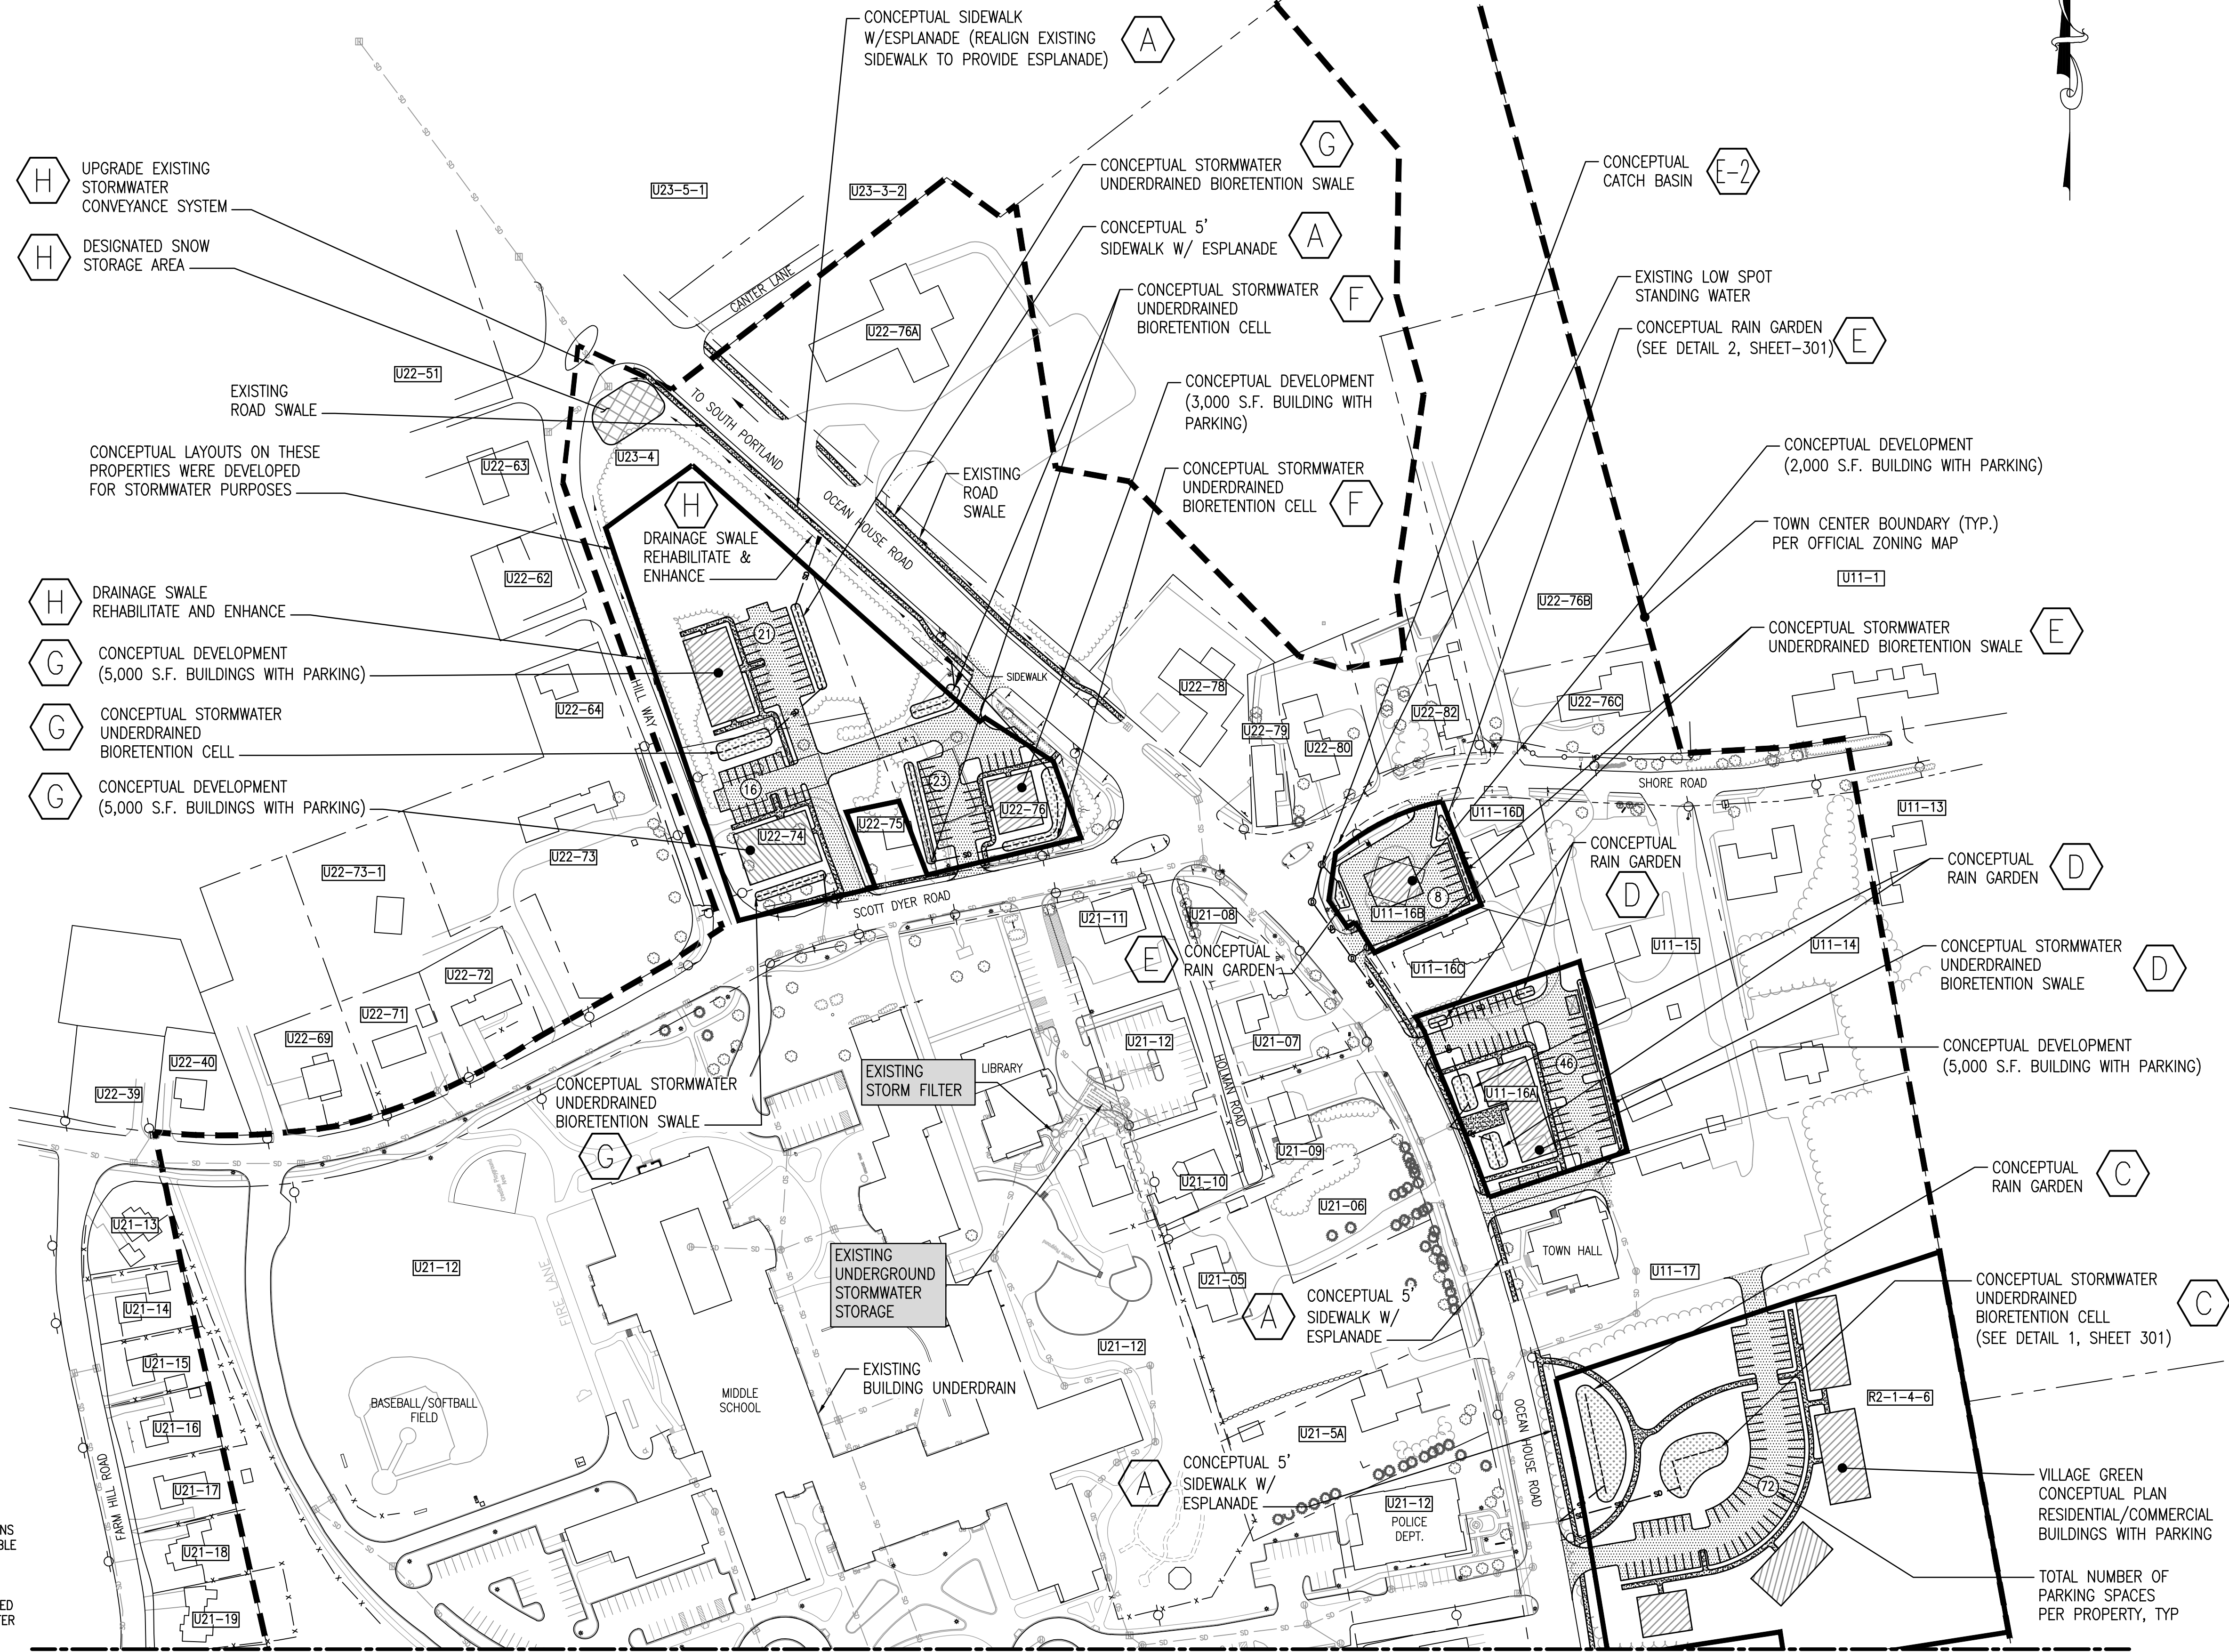 CONCEPTUAL SIDEWALK
W/ESPLANADE (REALIGN EXISTING
SIDEWALK TO PROVIDE ESPLANADE)
A
H
UPGRADE EXISTING
STORMWATER
CONVEYANCE SYSTEM
H
DESIGNATED SNOW
STORAGE AREA
EXISTING
ROAD SWALE
CONCEPTUAL LAYOUTS ON THESE
PROPERTIES WERE DEVELOPED
FOR STORMWATER PURPOSES
H
DRAINAGE SWALE
REHABILITATE AND ENHANCE
G
CONCEPTUAL DEVELOPMENT
(5,000 S.F. BUILDINGS WITH PARKING)
G
CONCEPTUAL STORMWATER
UNDERDRAINED
BIORETENTION CELL
G
CONCEPTUAL DEVELOPMENT
(5,000 S.F. BUILDINGS WITH PARKING)
G
CONCEPTUAL STORMWATER
UNDERDRAINED BIORETENTION SWALE
CONCEPTUAL 5'
SIDEWALK W/ ESPLANADE
A
CONCEPTUAL STORMWATER
UNDERDRAINED
BIORETENTION CELL
F
CONCEPTUAL DEVELOPMENT
(3,000 S.F. BUILDING WITH
PARKING)
CONCEPTUAL STORMWATER
UNDERDRAINED
BIORETENTION CELL
F
CONCEPTUAL
CATCH BASIN
E-2
EXISTING LOW SPOT
STANDING WATER
CONCEPTUAL RAIN GARDEN
(SEE DETAIL 2, SHEET-301)
E
CONCEPTUAL DEVELOPMENT
(2,000 S.F. BUILDING WITH PARKING)
TOWN CENTER BOUNDARY (TYP.)
PER OFFICIAL ZONING MAP
U11-1
CONCEPTUAL STORMWATER
UNDERDRAINED BIORETENTION SWALE
E
U23-5-1
U23-3-2
CANTER LANE
U22-76A
U22-51
U23-4
U22-63
U22-62
U22-64
TO SOUTH PORTLAND
OCEAN HOUSE ROAD
EXISTING
ROAD
SWALE
H
DRAINAGE SWALE
REHABILITATE &
ENHANCE
HILL WAY
21
16
23
SIDEWALK
U22-74
U22-75
U22-76
SCOTT DYER ROAD
U22-73
U22-73-1
U22-72
U22-71
U22-69
U22-40
U22-39
U22-78
U22-79
U22-80
U22-82
U22-76B
U22-76C
SHORE ROAD
U11-13
U11-16D
8
U11-16B
U11-16C
U11-15
U11-14
CONCEPTUAL
RAIN GARDEN
D
CONCEPTUAL
RAIN GARDEN
D
CONCEPTUAL STORMWATER
UNDERDRAINED
BIORETENTION SWALE
D
CONCEPTUAL DEVELOPMENT
(5,000 S.F. BUILDING WITH PARKING)
46
U11-16A
E
CONCEPTUAL
RAIN GARDEN
U21-11
U21-08
U21-12
U21-07
HOLMAN ROAD
U21-09
U21-10
U21-06
U21-05
U21-12
LIBRARY
EXISTING
STORM FILTER
CONCEPTUAL STORMWATER
UNDERDRAINED
BIORETENTION SWALE
G
EXISTING
UNDERGROUND
STORMWATER
STORAGE
EXISTING
BUILDING UNDERDRAIN
MIDDLE
SCHOOL
FIRE LANE
U21-12
BASEBALL/SOFTBALL
FIELD
FARM HILL ROAD
U21-13
U21-14
U21-15
U21-16
U21-17
U21-18
U21-19
A
CONCEPTUAL 5'
SIDEWALK W/
ESPLANADE
A
CONCEPTUAL 5'
SIDEWALK W/
ESPLANADE
U21-5A
U21-12
POLICE
DEPT.
OCEAN HOUSE ROAD
TOWN HALL
U11-17
CONCEPTUAL
RAIN GARDEN
C
CONCEPTUAL STORMWATER
UNDERDRAINED
BIORETENTION CELL
(SEE DETAIL 1, SHEET 301)
C
R2-1-4-6
72
VILLAGE GREEN
CONCEPTUAL PLAN
RESIDENTIAL/COMMERCIAL
BUILDINGS WITH PARKING
TOTAL NUMBER OF
PARKING SPACES
PER PROPERTY, TYP